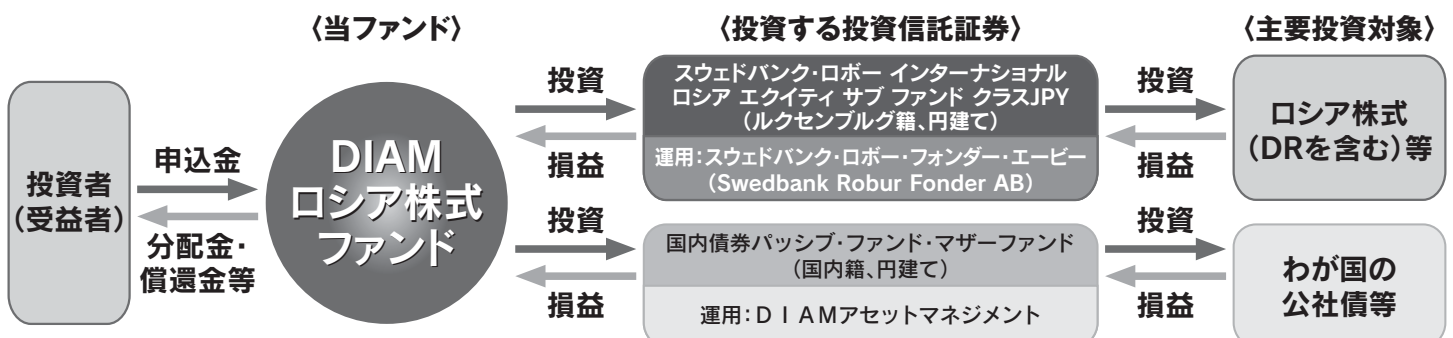 〈当ファンド〉
〈投資する投資信託証券〉
〈主要投資対象〉
投資者
(受益者)
申込金
分配金・
償還金等
DIAM
ロシア株式
ファンド
投資
損益
スウェドバンク・ロボー インターナショナル
ロシア エクイティ サブ ファンド クラスJPY
(ルクセンブルグ籍、円建て)
運用:スウェドバンク・ロボー・フォンダー・エービー
(Swedbank Robur Fonder AB)
投資
損益
ロシア株式
(DRを含む)等
投資
損益
国内債券パッシブ・ファンド・マザーファンド
(国内籍、円建て)
運用:DIAMアセットマネジメント
投資
損益
わが国の
公社債等